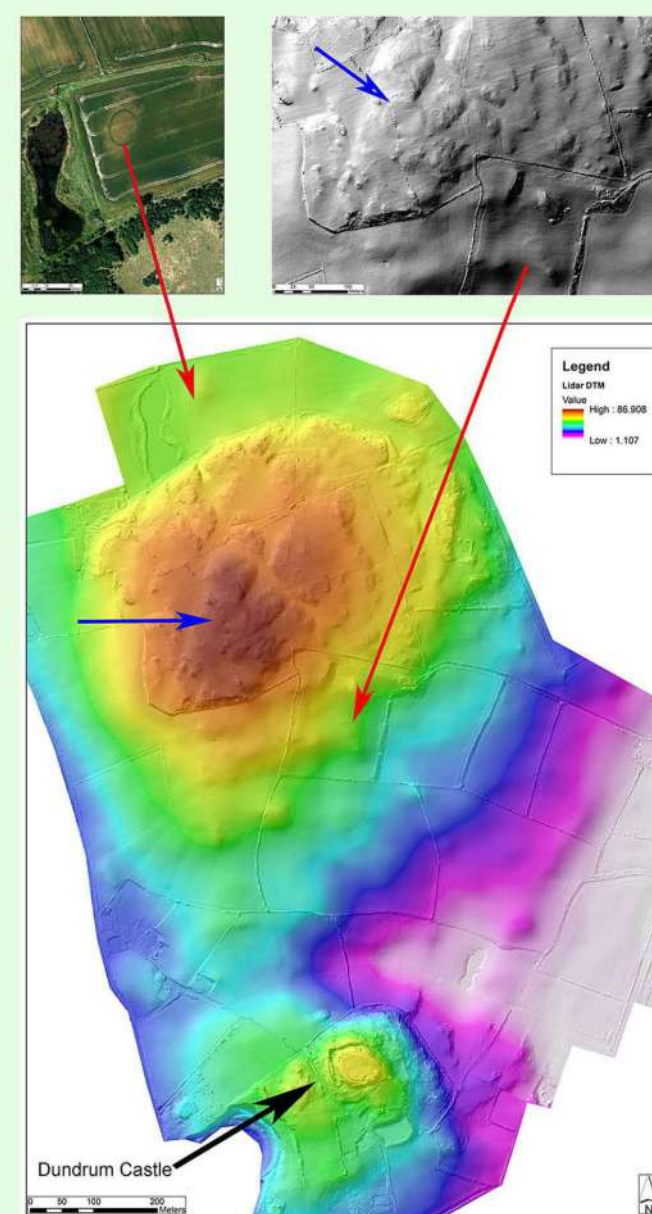 Legend
Lidar DTM
Value
High : 86.908
Low : 1.107
Dundrum Castle
0 50 100 200
Meters
N